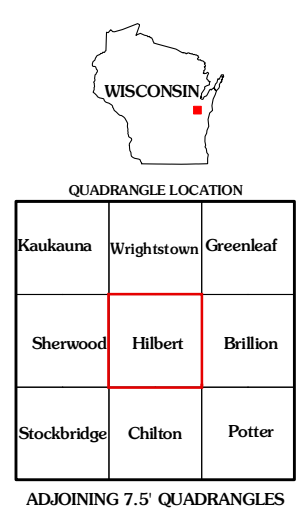 WISCONSIN
QUADRANGLE LOCATION
Kaukauna Wrightstown Greenleaf
Sherwood Hilbert Brillion
Stockbridge Chilton Potter
ADJOINING 7.5' QUADRANGLES